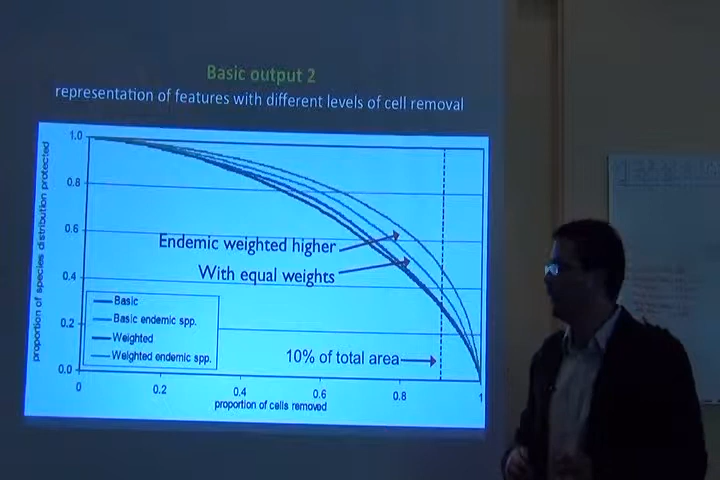 Basic output 2
representation of features with different levels of cell removal
proportion of species distribution protected
1.0
0.8
0.6
0.4
0.2
0.0
Endemic weighted higher
With equal weights
Basic
Basic endemic spp.
Weighted
Weighted endemic spp.
10% of total area
0
0.2
0.4
0.6
0.8
1
proportion of cells removed